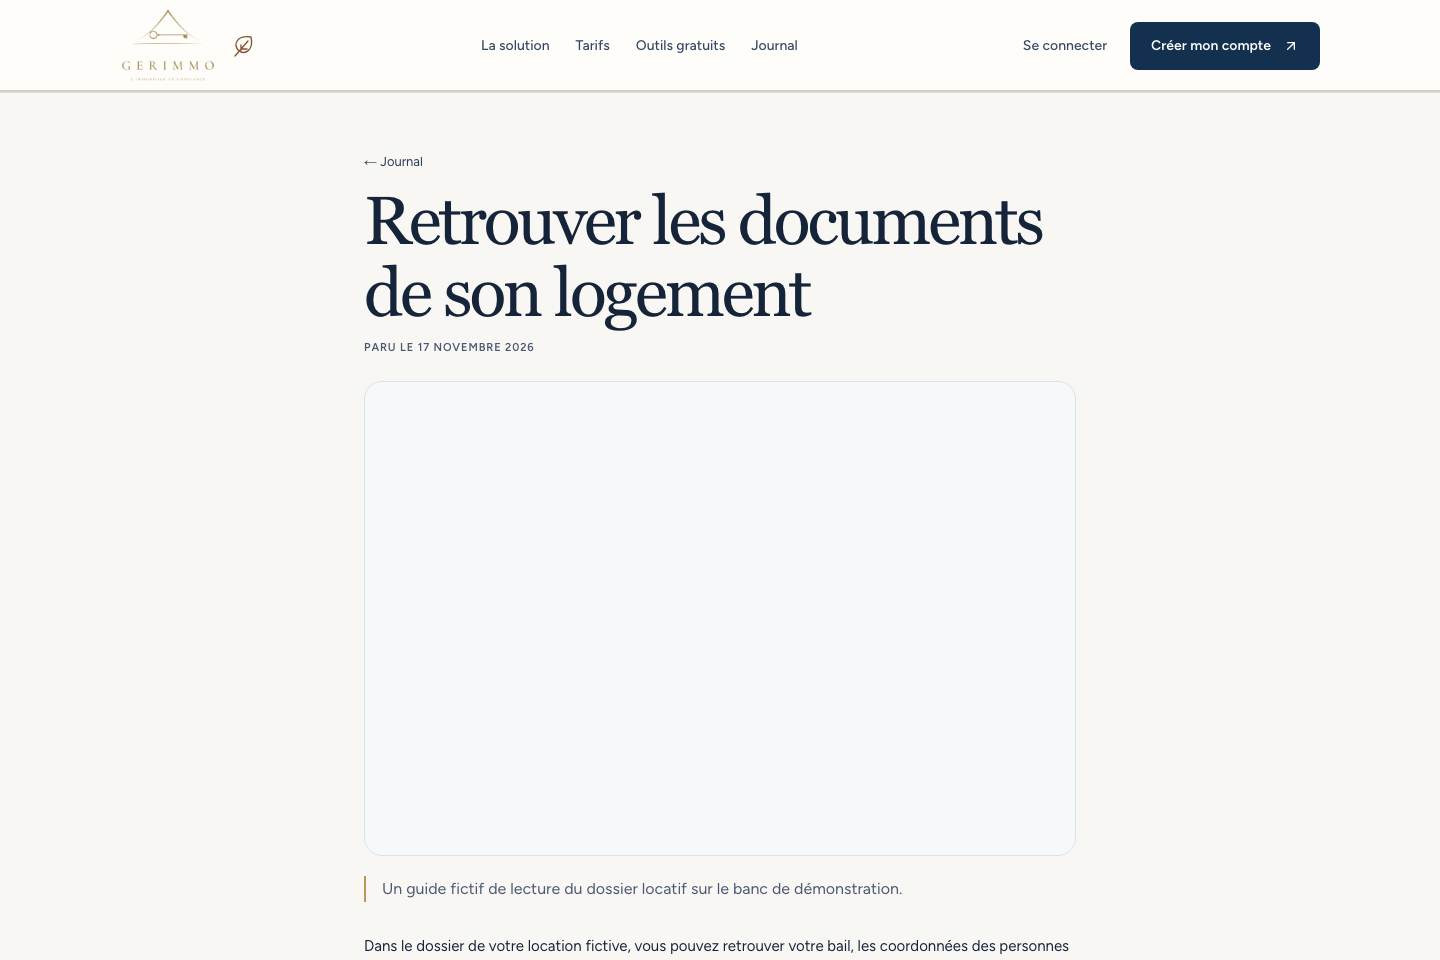 GERIMMO
La solution
Tarifs
Outils gratuits
Journal
Se connecter
Créer mon compte
← Journal
Retrouver les documents
de son logement
PARU LE 17 NOVEMBRE 2026
Un guide fictif de lecture du dossier locatif sur le banc de démonstration.
Dans le dossier de votre location fictive, vous pouvez retrouver votre bail, les coordonnées des personnes